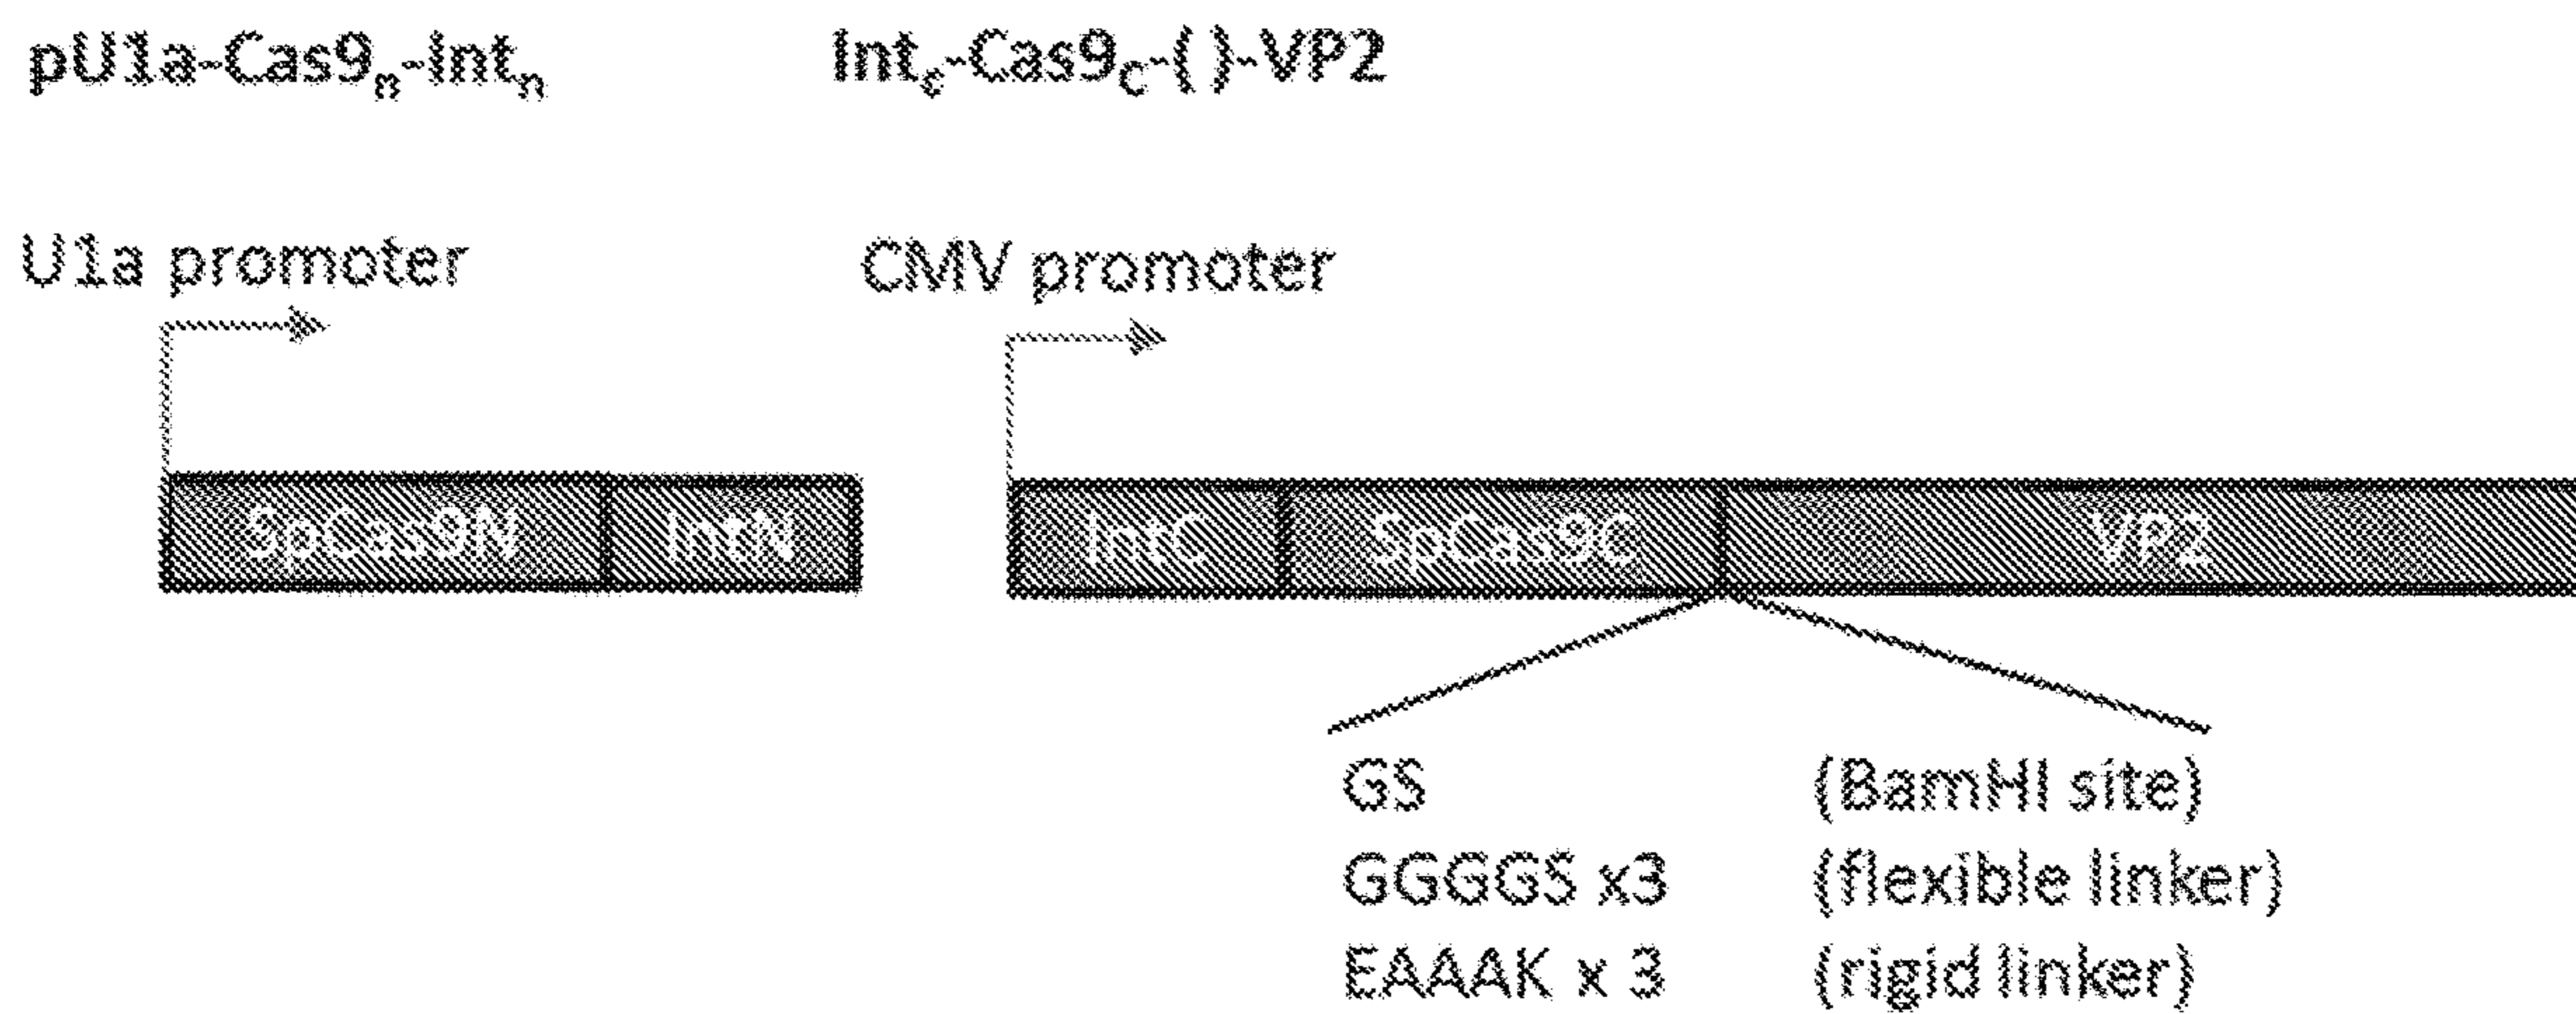 pU1a-Cas9n-Intn
Intc-Cas9C-( )-VP2
U1a promoter
CMV promoter
SpCas9N
IntN
IntC
SpCas9C
VP2
GS (BamHI site)
GGGGS x3 (flexible linker)
EAAAK x 3 (rigid linker)